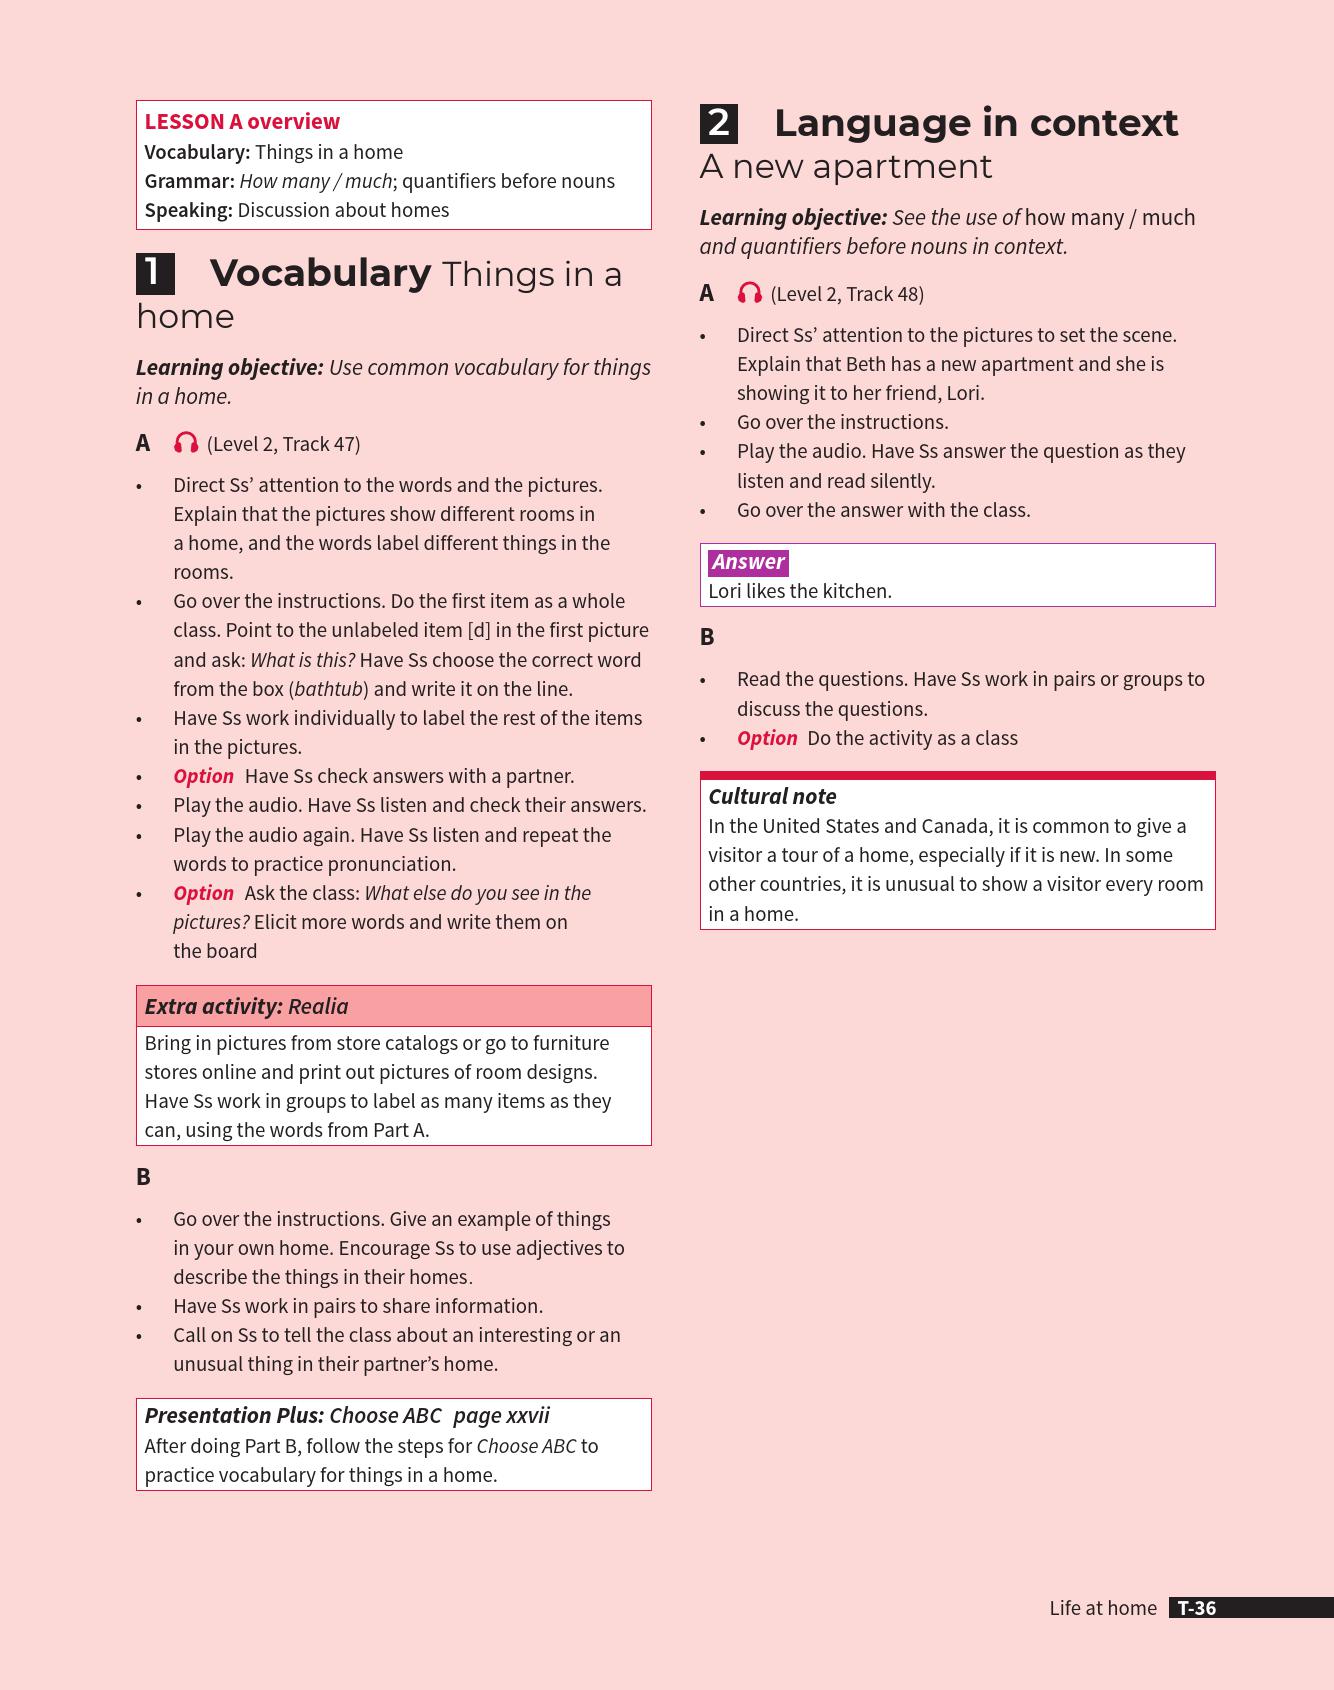 LESSON A overview
Vocabulary: Things in a home
Grammar: How many / much; quantifiers before nouns
Speaking: Discussion about homes
1 Vocabulary Things in a
home
Learning objective: Use common vocabulary for things
in a home.
A (Level 2, Track 47)
• Direct Ss’ attention to the words and the pictures.
Explain that the pictures show different rooms in
a home, and the words label different things in the
rooms.
• Go over the instructions. Do the first item as a whole
class. Point to the unlabeled item [d] in the first picture
and ask: What is this? Have Ss choose the correct word
from the box (bathtub) and write it on the line.
• Have Ss work individually to label the rest of the items
in the pictures.
• Option Have Ss check answers with a partner.
• Play the audio. Have Ss listen and check their answers.
• Play the audio again. Have Ss listen and repeat the
words to practice pronunciation.
• Option Ask the class: What else do you see in the
pictures? Elicit more words and write them on
the board
Extra activity: Realia
Bring in pictures from store catalogs or go to furniture
stores online and print out pictures of room designs.
Have Ss work in groups to label as many items as they
can, using the words from Part A.
B
• Go over the instructions. Give an example of things
in your own home. Encourage Ss to use adjectives to
describe the things in their homes.
• Have Ss work in pairs to share information.
• Call on Ss to tell the class about an interesting or an
unusual thing in their partner’s home.
Presentation Plus: Choose ABC page xxvii
After doing Part B, follow the steps for Choose ABC to
practice vocabulary for things in a home.
2 Language in context
A new apartment
Learning objective: See the use of how many / much
and quantifiers before nouns in context.
A (Level 2, Track 48)
• Direct Ss’ attention to the pictures to set the scene.
Explain that Beth has a new apartment and she is
showing it to her friend, Lori.
• Go over the instructions.
• Play the audio. Have Ss answer the question as they
listen and read silently.
• Go over the answer with the class.
Answer
Lori likes the kitchen.
B
• Read the questions. Have Ss work in pairs or groups to
discuss the questions.
• Option Do the activity as a class
Cultural note
In the United States and Canada, it is common to give a
visitor a tour of a home, especially if it is new. In some
other countries, it is unusual to show a visitor every room
in a home.
Life at home T-36